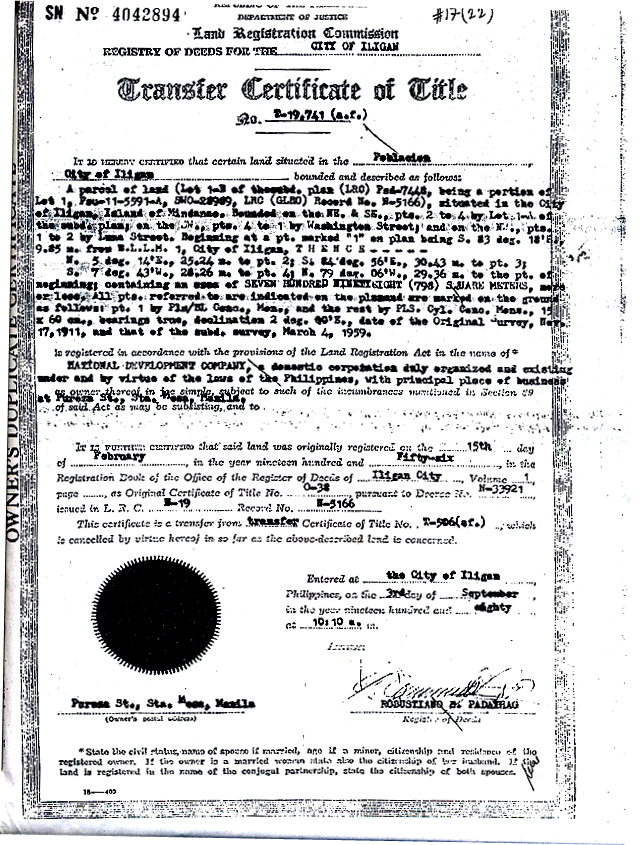 SN № 4042894
#17(22)
DEPARTMENT OF JUSTICE
Land Registration Commission
REGISTRY OF DEEDS FOR THE CITY OF ILIGAN
Transfer Certificate of Title
No. T-19,741 (a.f.)
IT IS HEREBY CERTIFIED that certain land situated in the Poblacion
City of Iligan bounded and described as follows:
A parcel of land (Lot 1-B of the subd. plan (LRC) Psd-7448, being a portion of
Lot 1, Psu-11-5991-A, SWO-28909, LRC (GLRO) Record No. N-5166), situated in the City
of Iligan, Island of Mindanao. Bounded on the NE. & SE., pts. 2 to 4 by Lot 1-A of
the subd. plan; on the SW., pts. 4 to 1 by Washington Street; and on the NW., pts.
1 to 2 by Luna Street. Beginning at a pt. marked "1" on plan being S. 83 deg. 18'E.
9.85 m. from B.L.L.M. 1, City of Iligan, T H E N C E
N. 5 deg. 14'E., 25.24 m. to pt. 2; S. 84 deg. 56'E., 30.43 m. to pt. 3;
S. 7 deg. 43'W., 28.26 m. to pt. 4; N. 79 deg. 06'W., 29.36 m. to the pt. of
beginning; containing an area of SEVEN HUNDRED NINETYEIGHT (798) SQUARE METERS, more
or less. All pts. referred to are indicated on the plan and are marked on the ground
as follows: pt. 1 by Pls/BL Conc. Mon., and the rest by PLS. Cyl. Conc. Mons., 15
x 60 cm., bearings true, declination 2 deg. 00'E., date of the Original Survey, Nov.
17,1911, and that of the subd. survey, March 4, 1959.
is registered in accordance with the provisions of the Land Registration Act in the name of*
NATIONAL DEVELOPMENT COMPANY, a domestic corporation duly organized and existing
under and by virtue of the laws of the Philippines, with principal place of business
at Pureza St., Sta. Mesa, Manila,
as owner thereof in fee simple, subject to such of the incumbrances mentioned in Section 39
of said Act as may be subsisting, and to
IT IS FURTHER CERTIFIED that said land was originally registered on the 15th day
of February, in the year nineteen hundred and Fifty-six, in the
Registration Book of the Office of the Register of Deeds of Iligan City, Volume 1,
page, as Original Certificate of Title No. O-38 pursuant to Decree No. N-33921
issued in L. R. C. N-19 Record No. N-5166
This certificate is a transfer from transfer Certificate of Title No. T-506(af.), which
is cancelled by virtue hereof in so far as the above-described land is concerned.
Entered at the City of Iligan
Philippines, on the 3rd day of September
in the year nineteen hundred and eighty
at 10:10 a. m.
ATTEST:
Pureza St., Sta. Mesa, Manila
(Owner's postal address)
Register of Deeds
*State the civil status, name of spouse if married, age if a minor, citizenship and residence of the
registered owner. If the owner is a married woman state also the citizenship of her husband. If the
land is registered in the name of the conjugal partnership, state the citizenship of both spouses.
OWNER'S DUPLICATE